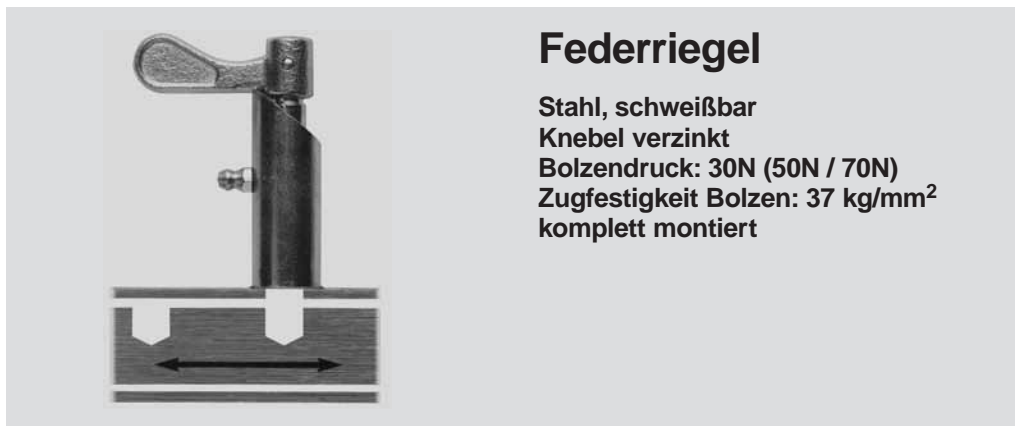 Federriegel
Stahl, schweißbar
Knebel verzinkt
Bolzendruck: 30N (50N / 70N)
Zugfestigkeit Bolzen: 37 kg/mm²
komplett montiert